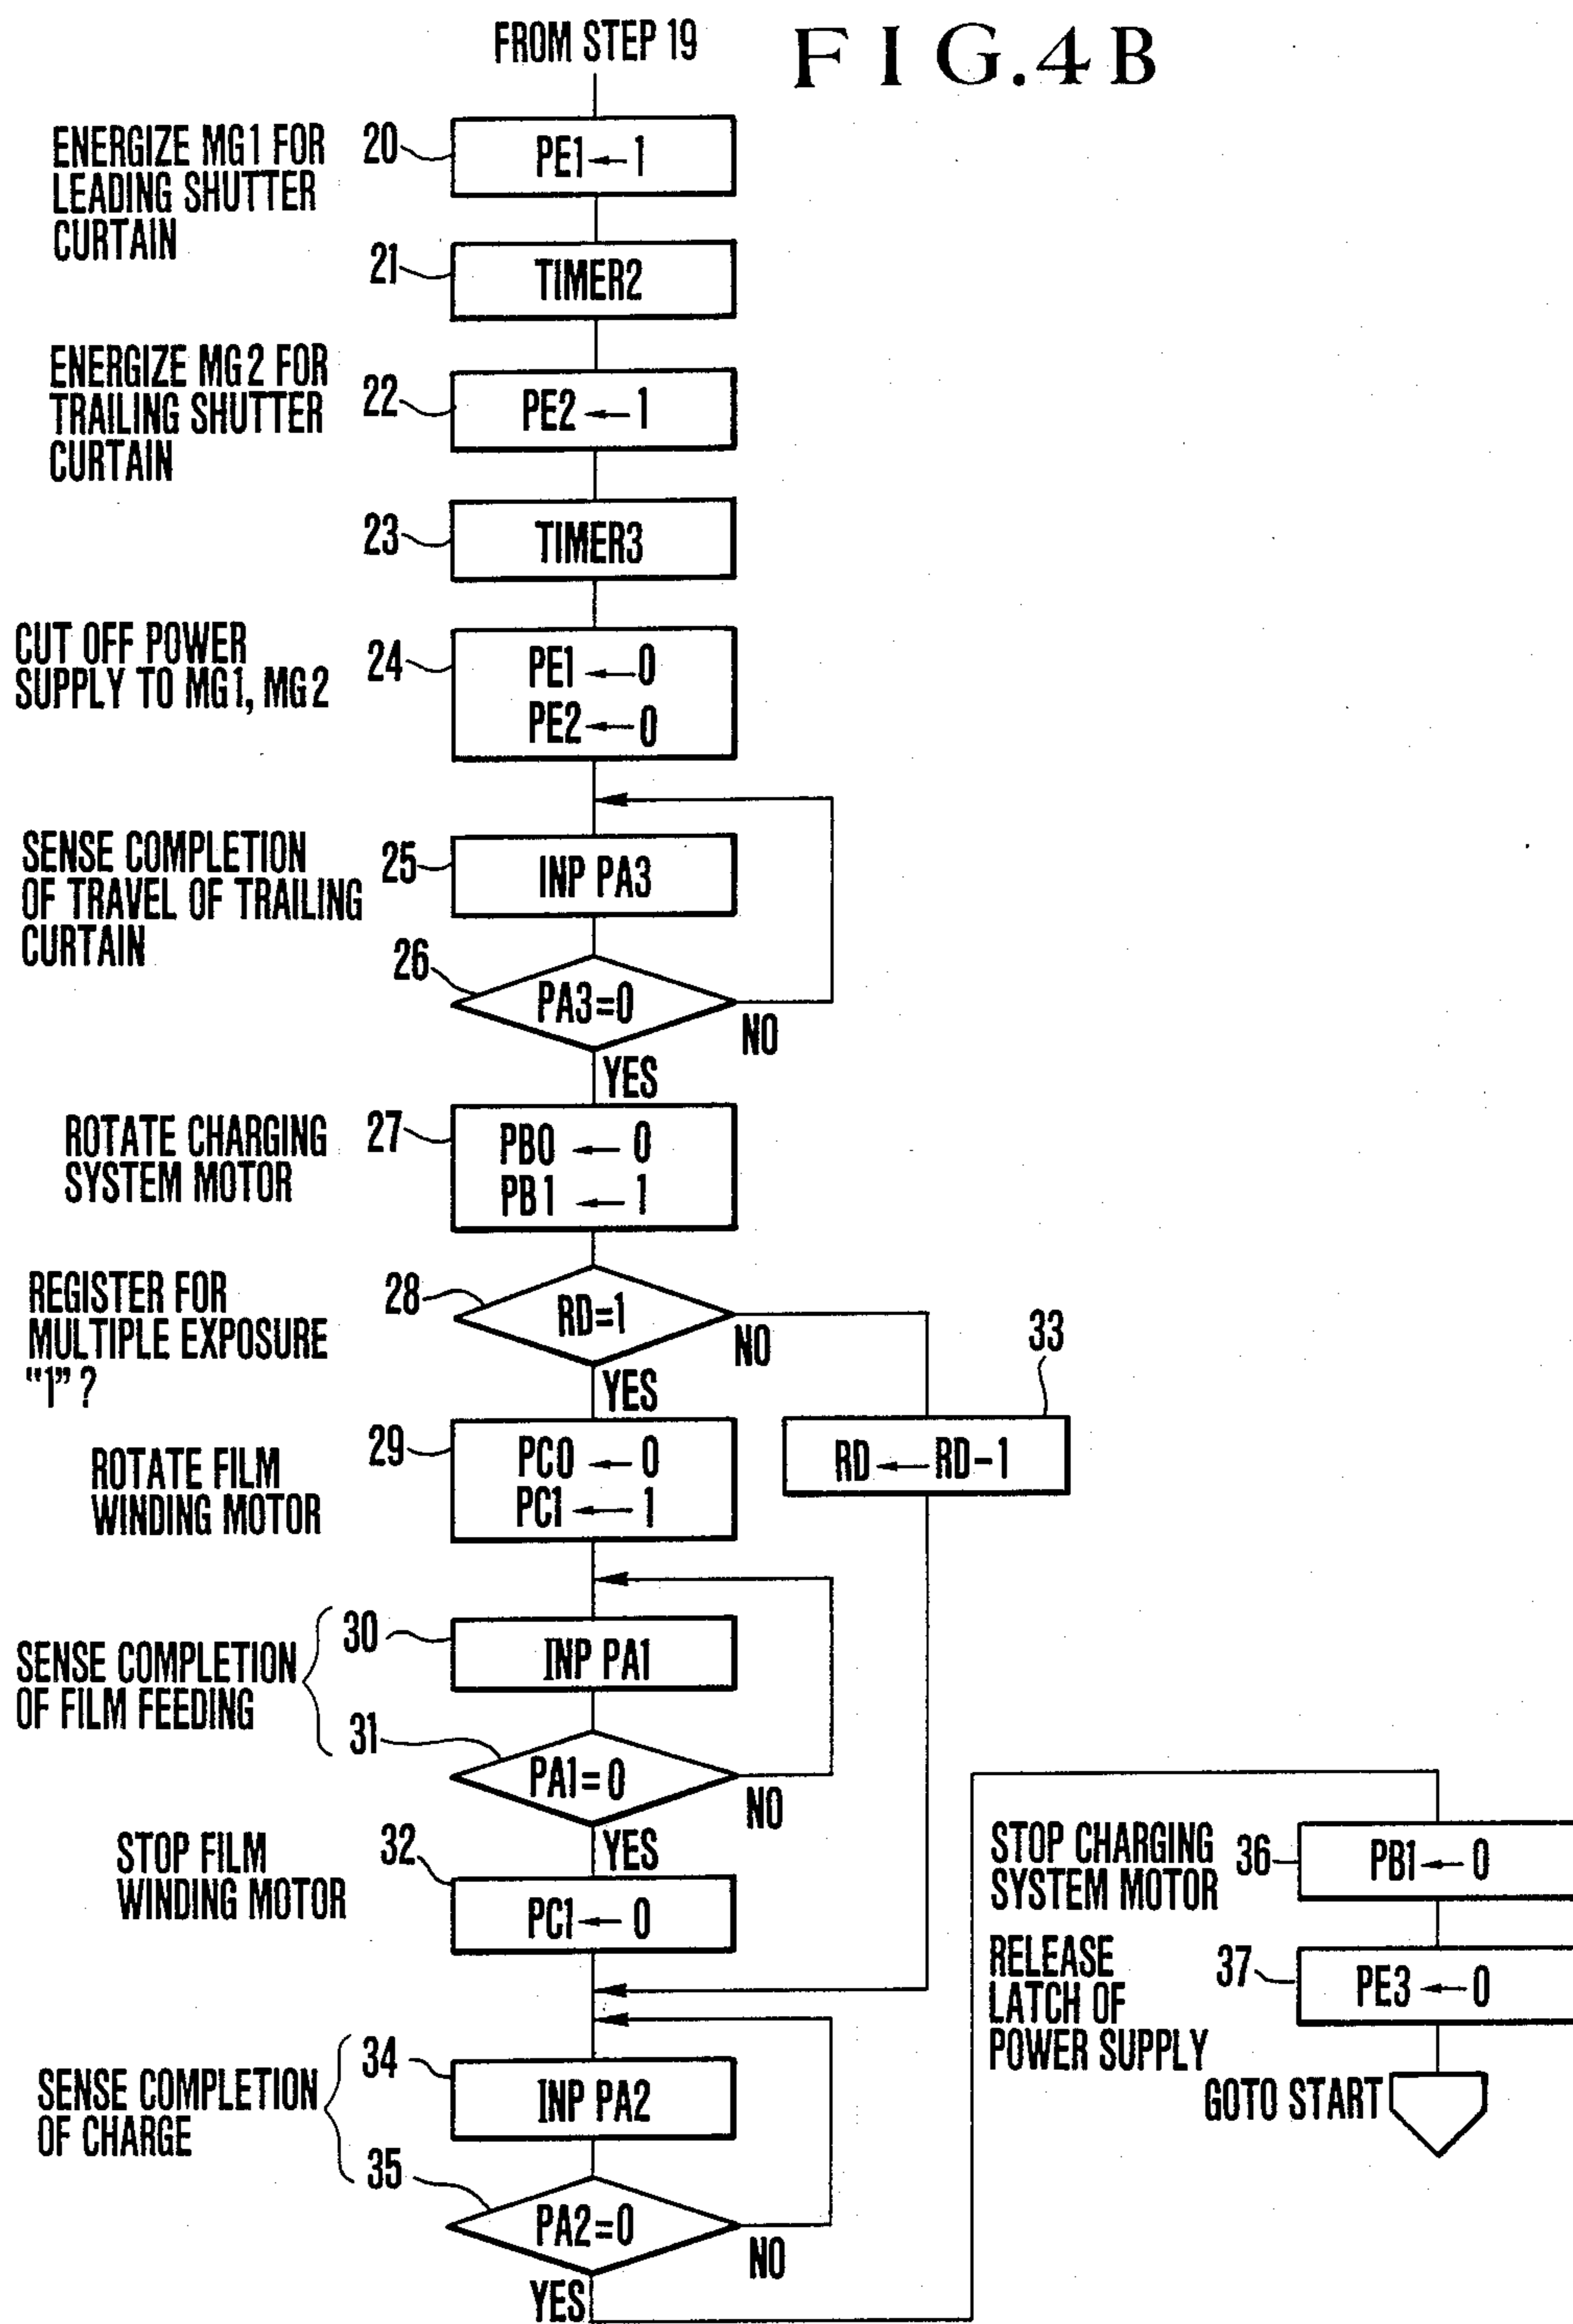 FROM STEP 19
FIG.4B
ENERGIZE MG1 FOR
LEADING SHUTTER
CURTAIN
20
PE1←1
21
TIMER2
ENERGIZE MG2 FOR
TRAILING SHUTTER
CURTAIN
22
PE2←1
23
TIMER3
CUT OFF POWER
SUPPLY TO MG1, MG2
24
PE1←0
PE2←0
SENSE COMPLETION
OF TRAVEL OF TRAILING
CURTAIN
25
INP PA3
26
PA3=0
NO
YES
ROTATE CHARGING
SYSTEM MOTOR
27
PB0 ← 0
PB1 ← 1
REGISTER FOR
MULTIPLE EXPOSURE
"1" ?
28
RD=1
NO
YES
33
RD ← RD-1
ROTATE FILM
WINDING MOTOR
29
PC0 ← 0
PC1 ← 1
SENSE COMPLETION
OF FILM FEEDING
30
INP PA1
31
PA1=0
NO
YES
STOP FILM
WINDING MOTOR
32
PC1← 0
SENSE COMPLETION
OF CHARGE
34
INP PA2
35
PA2=0
NO
YES
STOP CHARGING
SYSTEM MOTOR
36
PB1←0
RELEASE
LATCH OF
POWER SUPPLY
37
PE3 ←0
GOTO START